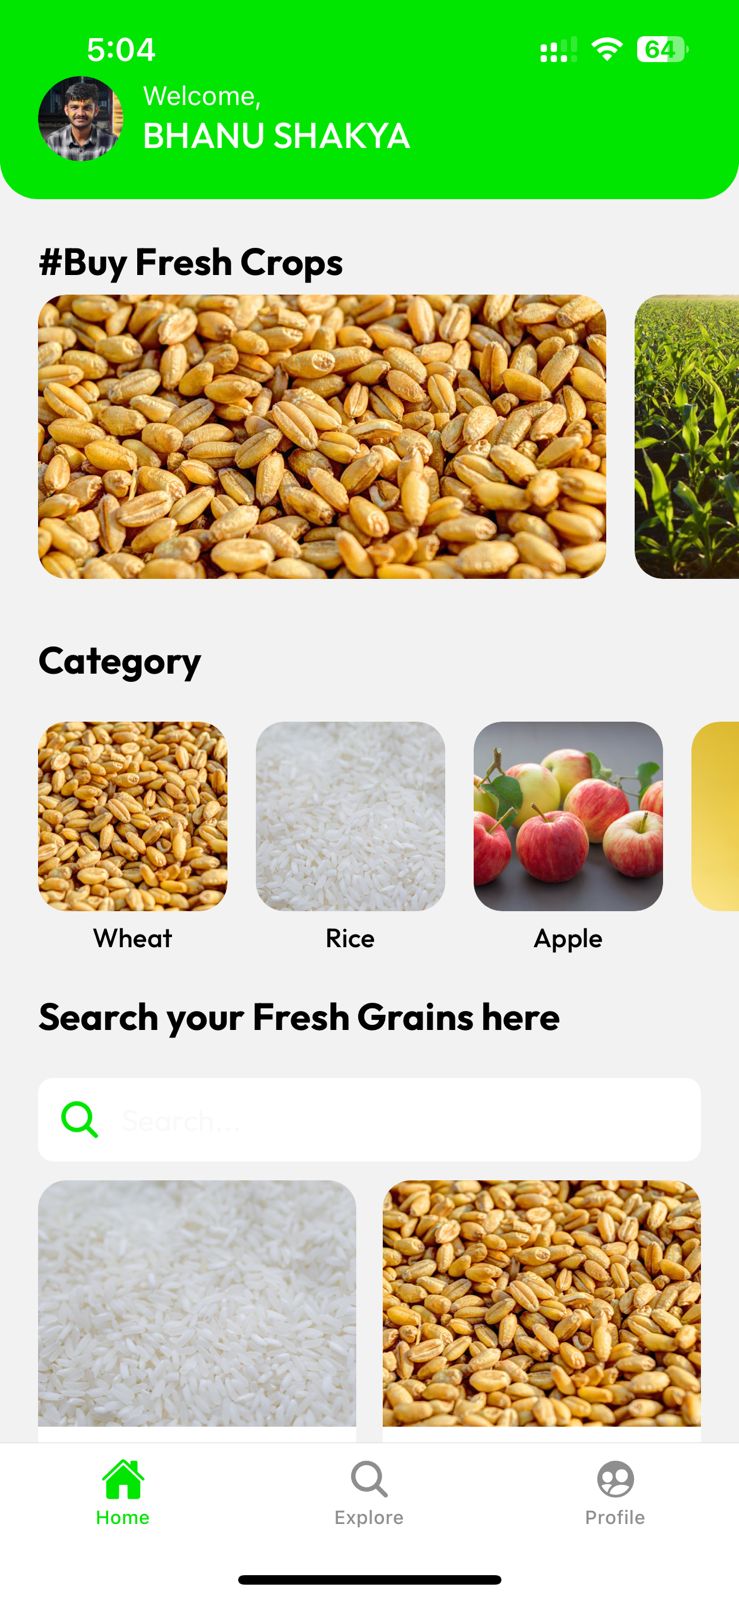 5:04
64
Welcome,
BHANU SHAKYA
#Buy Fresh Crops
Category
Wheat
Rice
Apple
Search your Fresh Grains here
Search...
Home
Explore
Profile